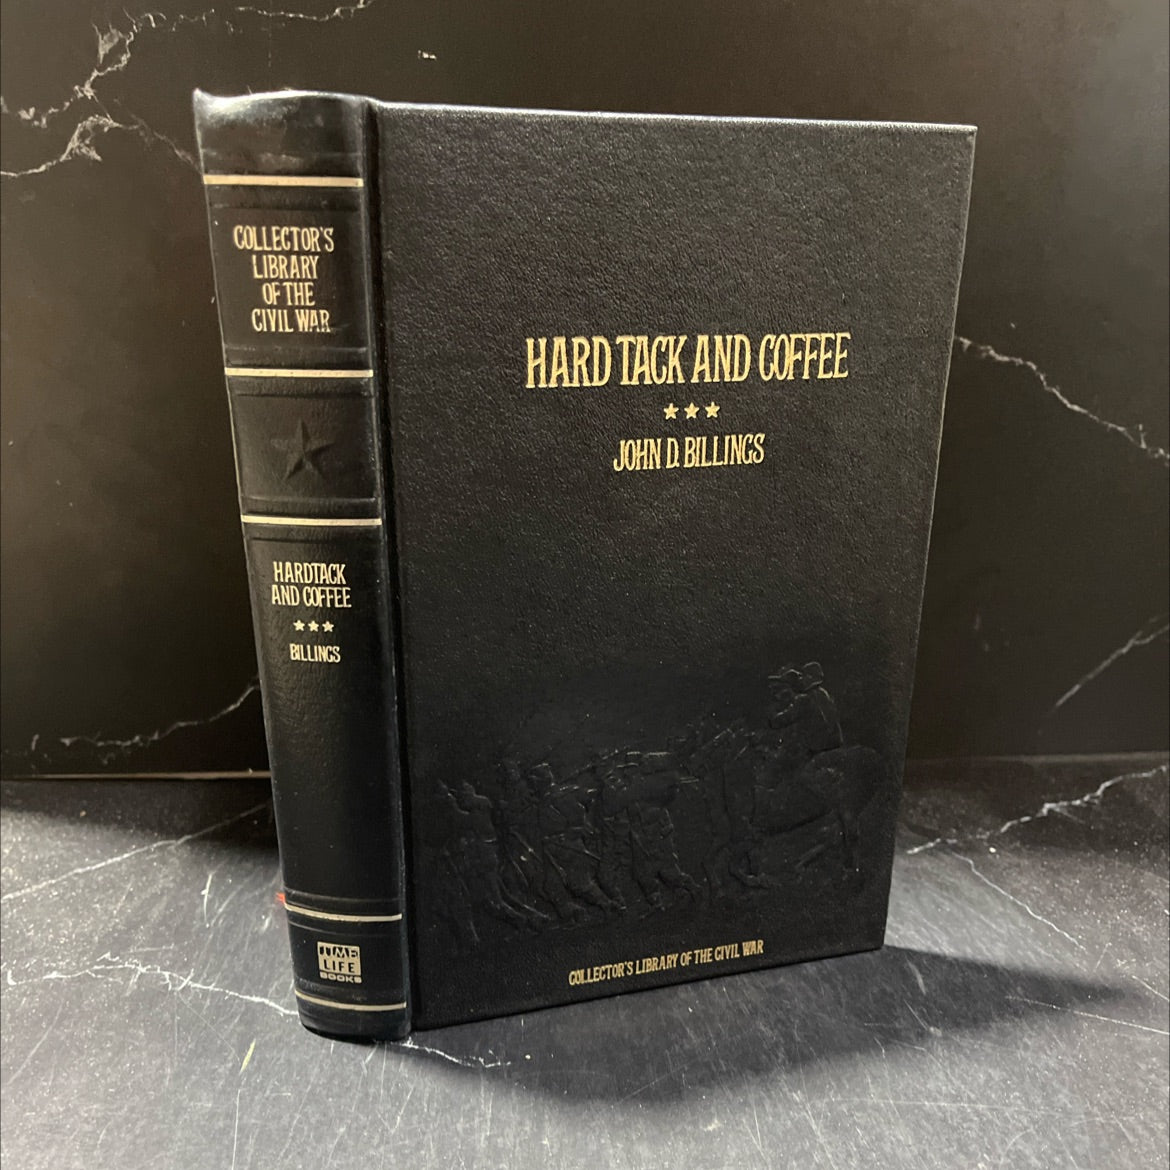 COLLECTOR'S
LIBRARY
OF THE
CIVIL WAR
HARDTACK
AND COFFEE
BILLINGS
TIME
LIFE
BOOKS
HARD TACK AND COFFEE
JOHN D. BILLINGS
COLLECTOR'S LIBRARY OF THE CIVIL WAR